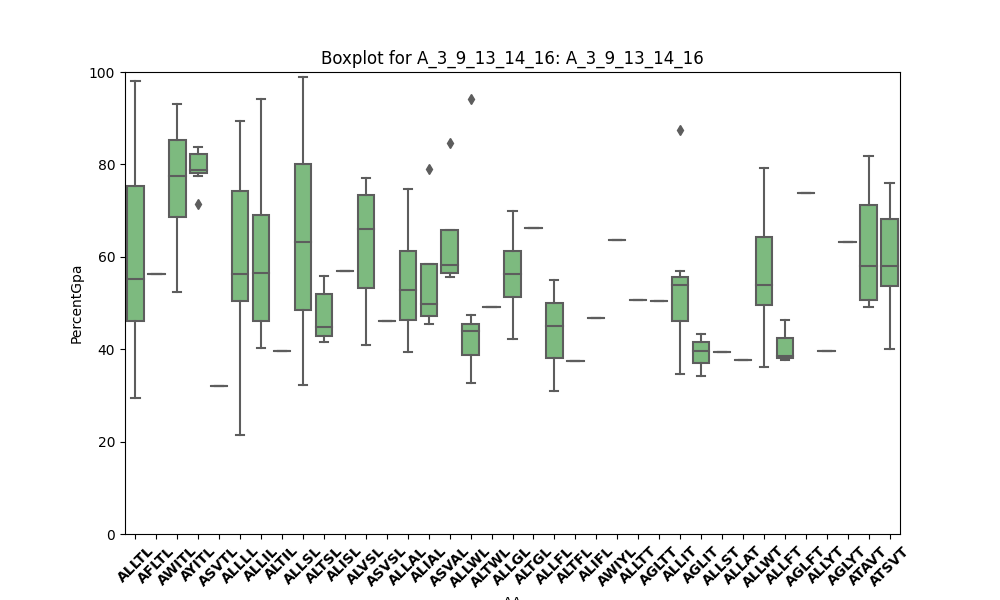 Boxplot for A_3_9_13_14_16: A_3_9_13_14_16
PercentGpa
100
80
60
40
20
0
ALLTL
AFLTL
AWITL
AYITL
ASVTL
ALLLL
ALLIL
ALTIL
ALLSL
ALTSL
ALISL
ALVSL
ASVSL
ALLAL
ALIAL
ASVAL
ALLWL
ALTWL
ALLGL
ALTGL
ALLFL
ALTFL
ALIFL
AWIYL
ALLTT
AGLTT
ALLIT
AGLIT
ALLST
ALLAT
ALLWT
ALLFT
AGLFT
ALLYT
AGLYT
ATAVT
ATSVT